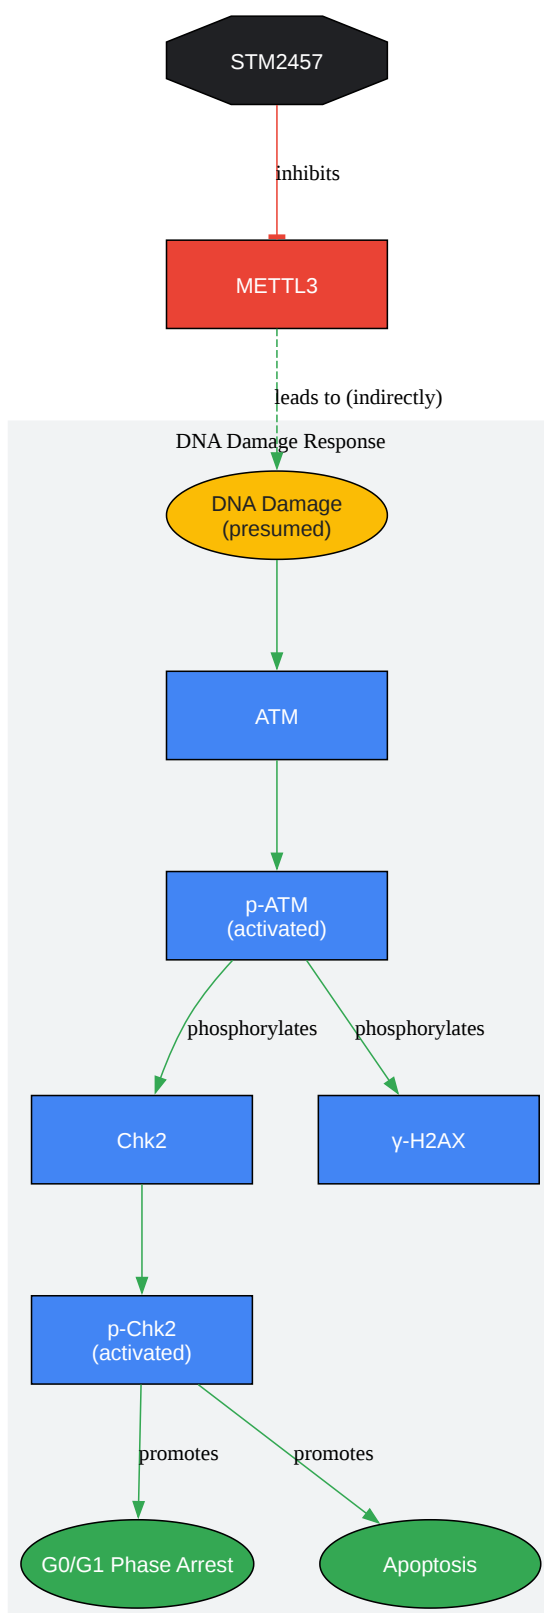 STM2457
inhibits
METTL3
leads to (indirectly)
DNA Damage Response
DNA Damage
(presumed)
ATM
p-ATM
(activated)
phosphorylates
phosphorylates
Chk2
γ-H2AX
p-Chk2
(activated)
promotes
promotes
G0/G1 Phase Arrest
Apoptosis